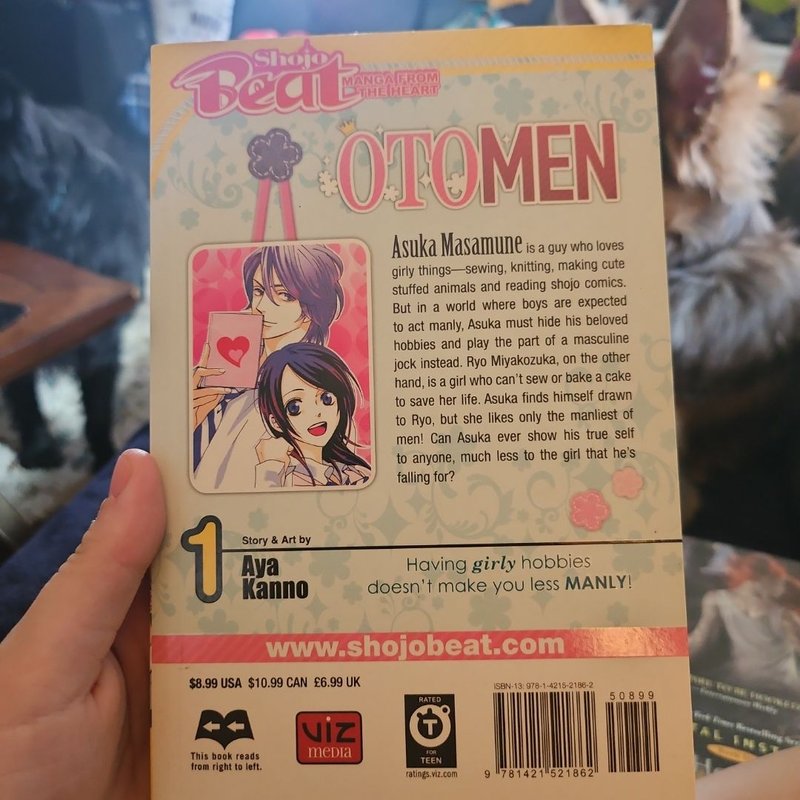 Shojo
Beat
MANGA FROM
THE HEART
OTOMEN
Asuka Masamune is a guy who loves
girly things—sewing, knitting, making cute
stuffed animals and reading shojo comics.
But in a world where boys are expected
to act manly, Asuka must hide his beloved
hobbies and play the part of a masculine
jock instead. Ryo Miyakozuka, on the other
hand, is a girl who can't sew or bake a cake
to save her life. Asuka finds himself drawn
to Ryo, but she likes only the manliest of
men! Can Asuka ever show his true self
to anyone, much less to the girl that he's
falling for?
1
Story & Art by
Aya
Kanno
Having girly hobbies
doesn't make you less MANLY!
www.shojobeat.com
$8.99 USA $10.99 CAN £6.99 UK
This book reads
from right to left.
VIZ
MEDIA
RATED
T
FOR
TEEN
ratings.viz.com
ISBN-13: 978-1-4215-2186-2
50899
9 781421 521862